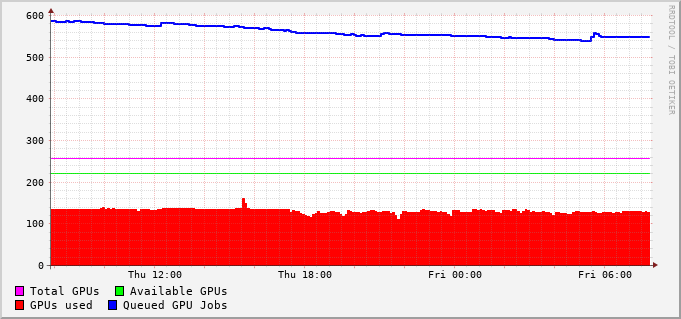 600
500
400
300
200
100
0
Thu 12:00 Thu 18:00 Fri 00:00 Fri 06:00
Total GPUs Available GPUs
GPUs used Queued GPU Jobs
RRDTOOL / TOBI OETIKER